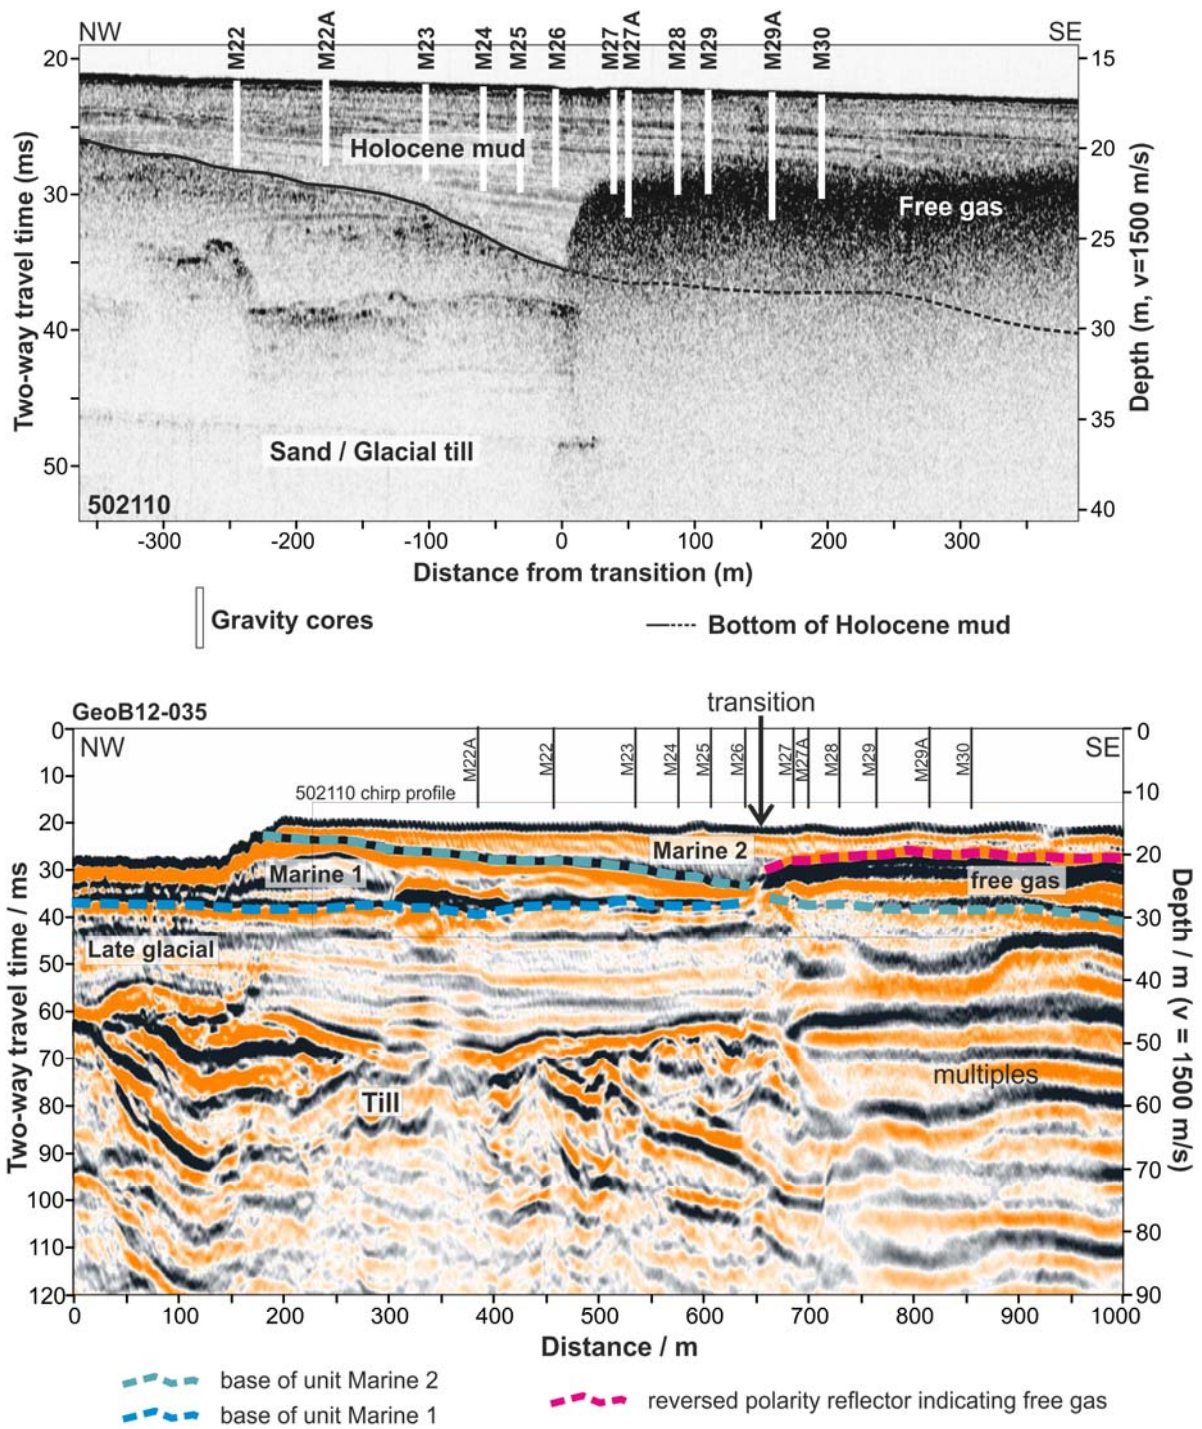 NW
M22
M22A
M23
M24
M25
M26
M27
M27A
M28
M29
M29A
M30
SE
20
30
40
50
Two-way travel time (ms)
15
20
25
30
35
40
Depth (m, v=1500 m/s)
Holocene mud
Free gas
Sand / Glacial till
502110
-300
-200
-100
0
100
200
300
Distance from transition (m)
Gravity cores
Bottom of Holocene mud
transition
GeoB12-035
NW
M22A
M22
M23
M24
M25
M26
M27
M27A
M28
M29
M29A
M30
SE
502110 chirp profile
Marine 2
Marine 1
free gas
Late glacial
multiples
Till
0
10
20
30
40
50
60
70
80
90
100
110
120
Two-way travel time / ms
0
10
20
30
40
50
60
70
80
90
Depth / m (v = 1500 m/s)
0
100
200
300
400
500
600
700
800
900
1000
Distance / m
base of unit Marine 2
base of unit Marine 1
reversed polarity reflector indicating free gas